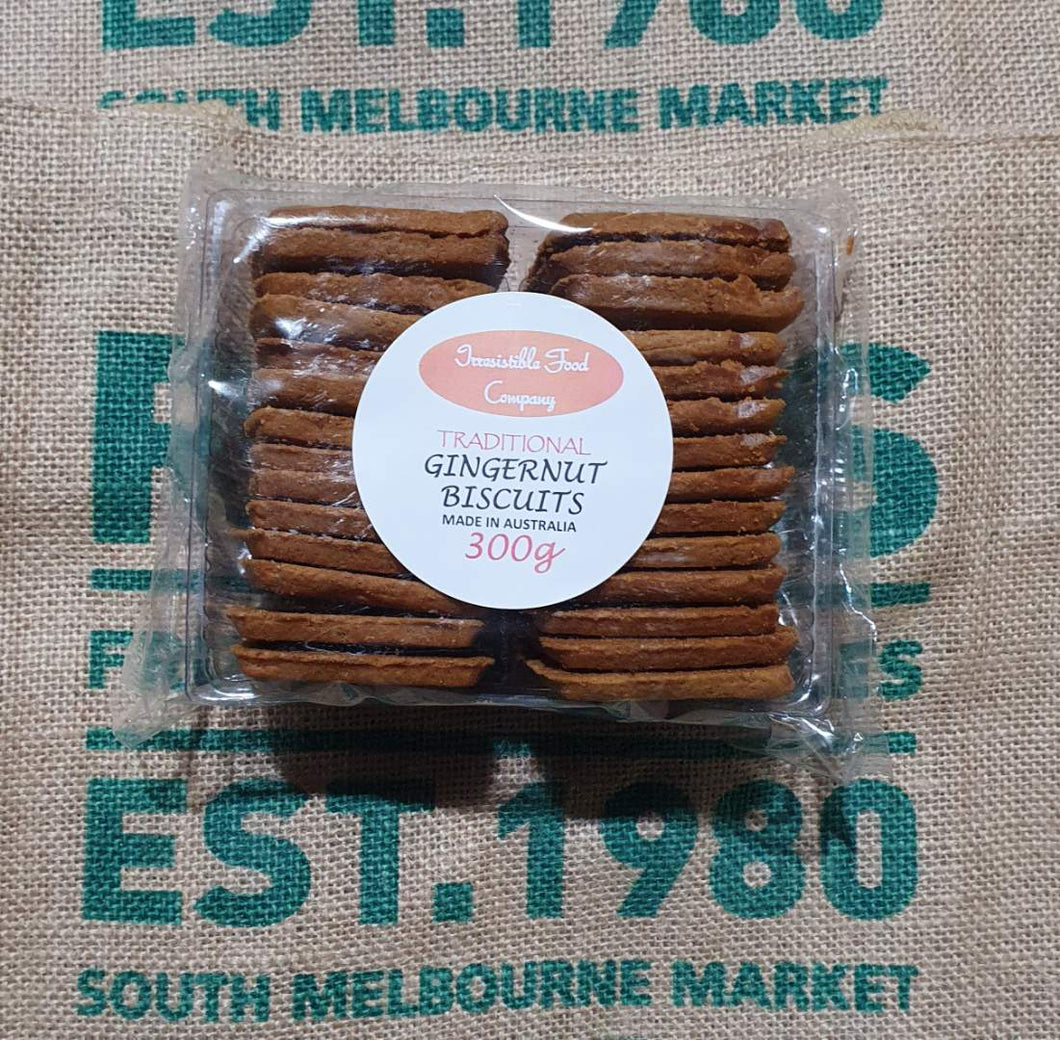 EST. 1980
SOUTH MELBOURNE MARKET
Irresistible Food
Company
TRADITIONAL
GINGERNUT
BISCUITS
MADE IN AUSTRALIA
300g
EST. 1980
SOUTH MELBOURNE MARKET